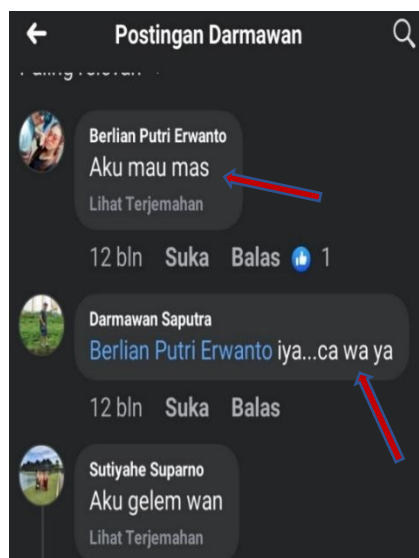 Postingan Darmawan
Berlian Putri Erwanto
Aku mau mas
Lihat Terjemahan
12 bln Suka Balas 1
Darmawan Saputra
Berlian Putri Erwanto iya...ca wa ya
12 bln Suka Balas
Sutiyahe Suparno
Aku gelem wan
Lihat Terjemahan